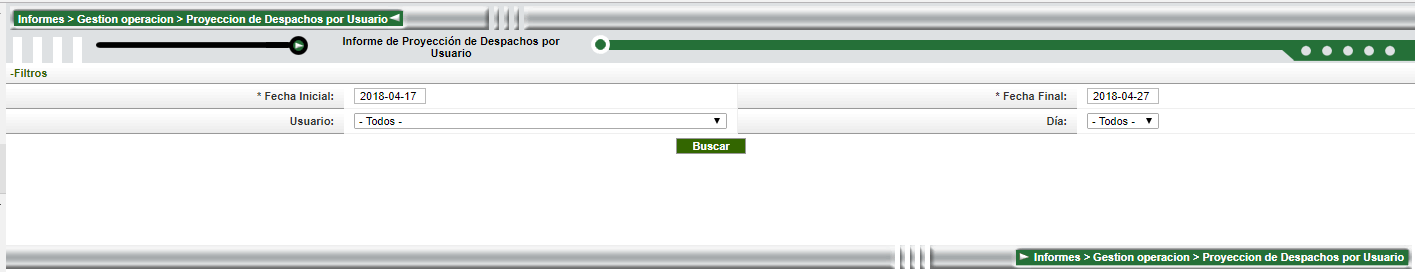 Informes > Gestion operacion > Proyeccion de Despachos por Usuario
Informe de Proyección de Despachos por
Usuario
-Filtros
* Fecha Inicial: 2018-04-17 * Fecha Final: 2018-04-27
Usuario: - Todos - Día: - Todos -
Buscar
Informes > Gestion operacion > Proyeccion de Despachos por Usuario